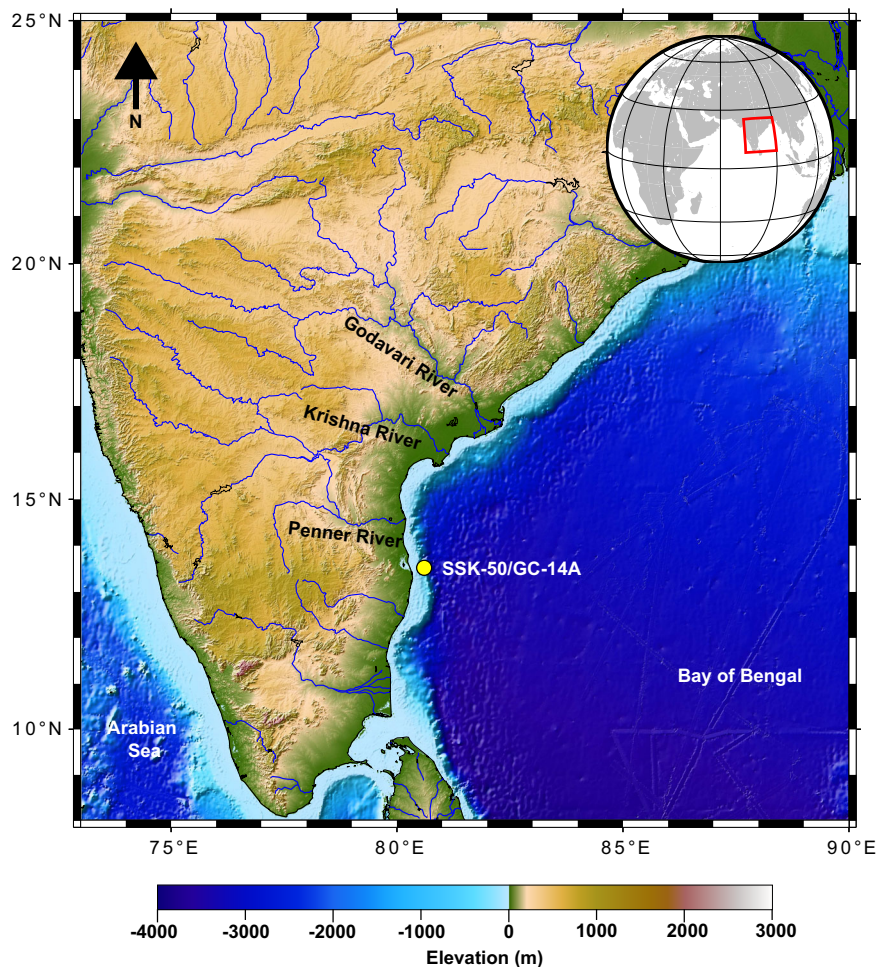 25°N
N
20°N
Godavari River
Krishna River
15°N
Penner River
SSK-50/GC-14A
Bay of Bengal
10°N
Arabian
Sea
75°E 80°E 85°E 90°E
-4000 -3000 -2000 -1000 0 1000 2000 3000
Elevation (m)